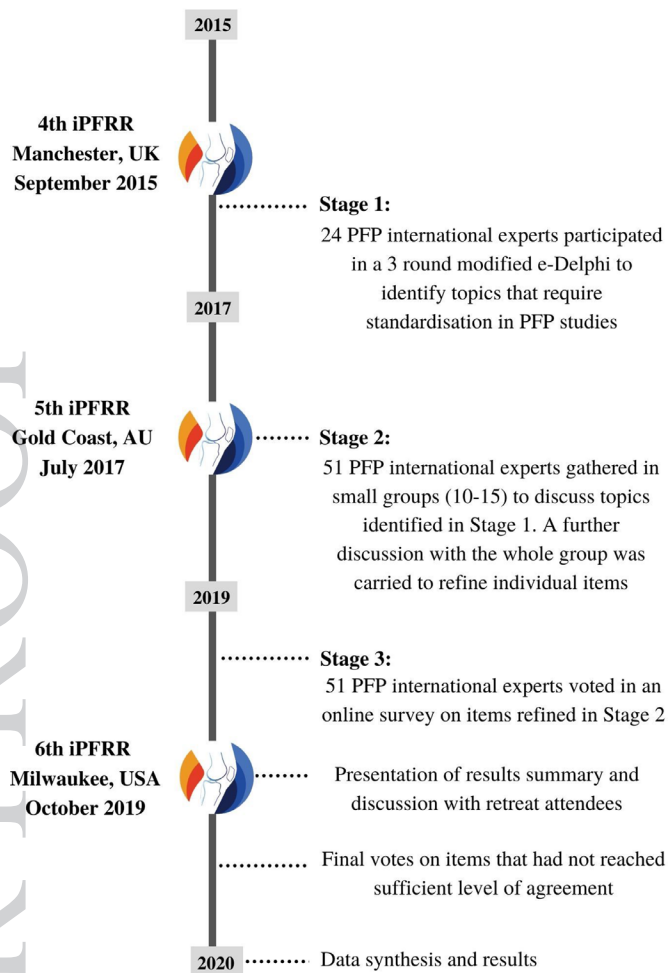 2015
4th iPFRR
Manchester, UK
September 2015
Stage 1:
24 PFP international experts participated
in a 3 round modified e-Delphi to
identify topics that require
standardisation in PFP studies
2017
5th iPFRR
Gold Coast, AU
July 2017
Stage 2:
51 PFP international experts gathered in
small groups (10-15) to discuss topics
identified in Stage 1. A further
discussion with the whole group was
carried to refine individual items
2019
Stage 3:
51 PFP international experts voted in an
online survey on items refined in Stage 2
6th iPFRR
Milwaukee, USA
October 2019
Presentation of results summary and
discussion with retreat attendees
Final votes on items that had not reached
sufficient level of agreement
2020
Data synthesis and results